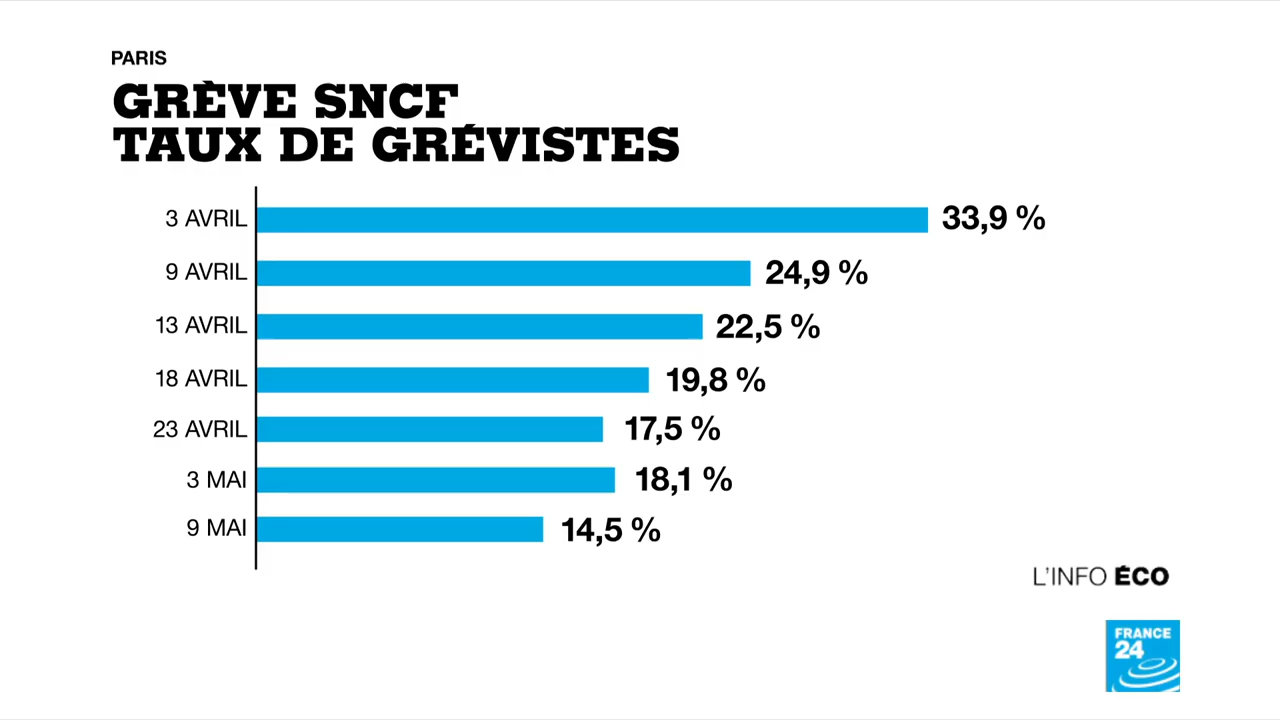 PARIS
GRÈVE SNCF
TAUX DE GRÉVISTES
3 AVRIL 33,9 %
9 AVRIL 24,9 %
13 AVRIL 22,5 %
18 AVRIL 19,8 %
23 AVRIL 17,5 %
3 MAI 18,1 %
9 MAI 14,5 %
L'INFO ÉCO
FRANCE
24